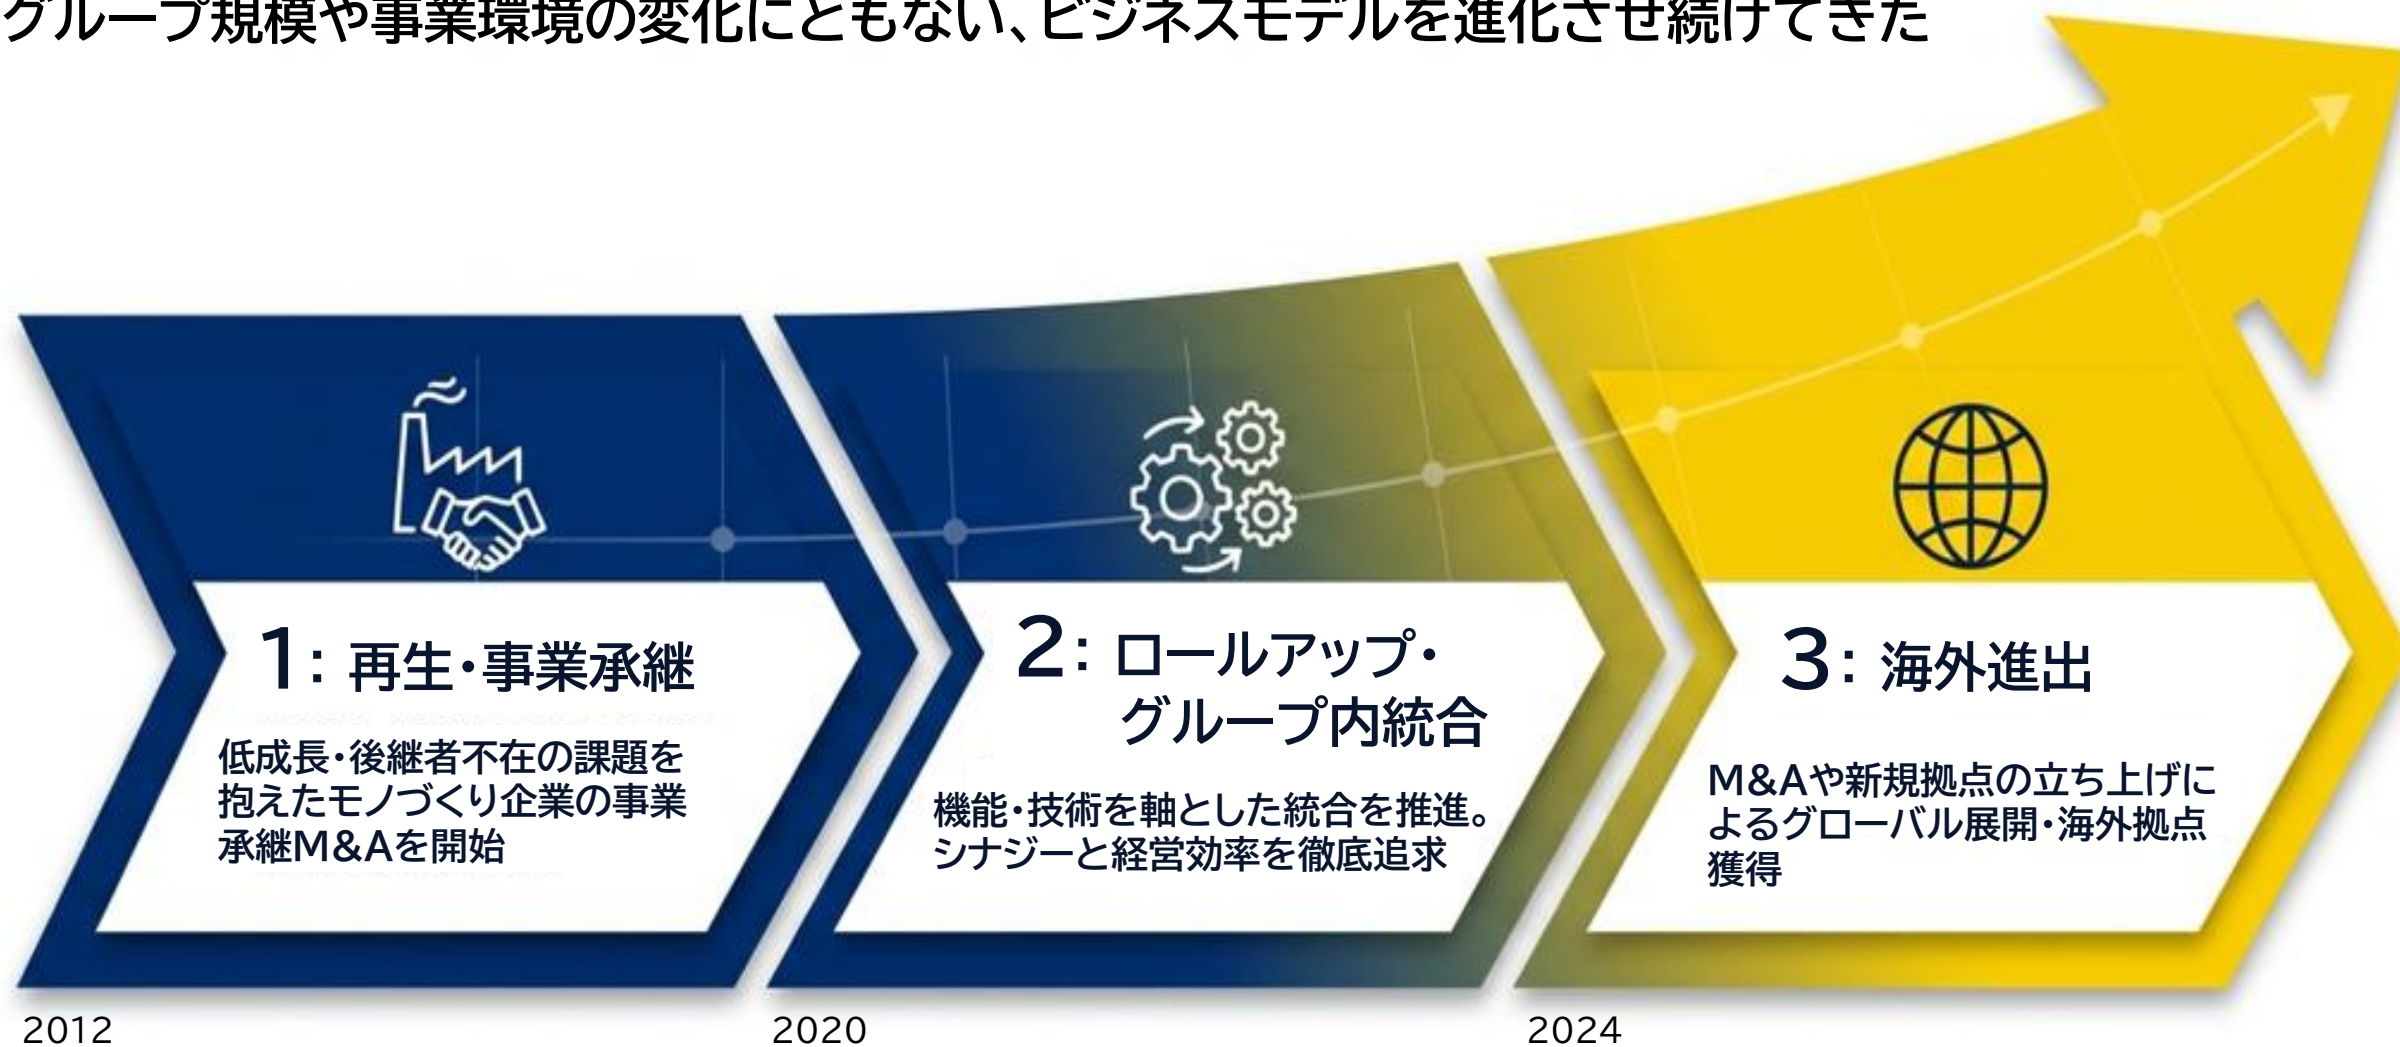 グループ規模や事業環境の変化にともない、ビジネスモデルを進化させ続けてきた
1: 再生・事業承継
低成長・後継者不在の課題を
抱えたモノづくり企業の事業
承継M&Aを開始
2: ロールアップ・
グループ内統合
機能・技術を軸とした統合を推進。
シナジーと経営効率を徹底追求
3: 海外進出
M&Aや新規拠点の立ち上げに
よるグローバル展開・海外拠点
獲得
2012
2020
2024